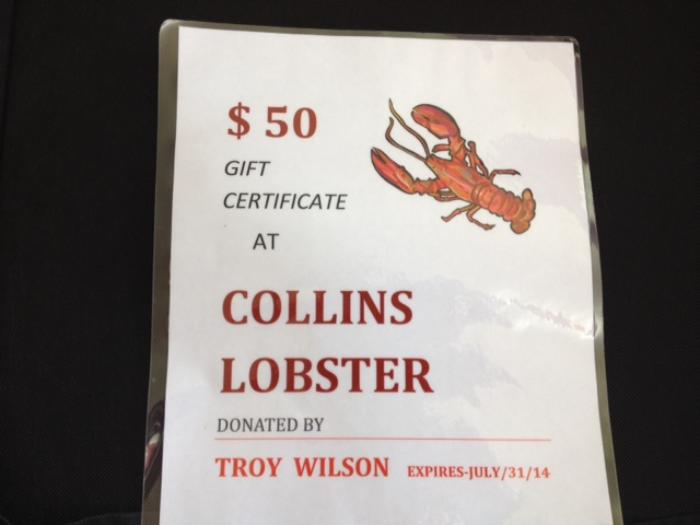 $ 50
GIFT
CERTIFICATE
AT
COLLINS
LOBSTER
DONATED BY
TROY WILSON EXPIRES-JULY/31/14